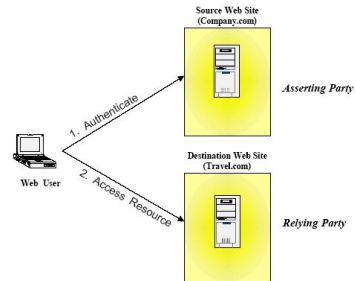 Source Web Site
(Company.com)
Asserting Party
1. Authenticate
Web User
2. Access Resource
Destination Web Site
(Travel.com)
Relying Party